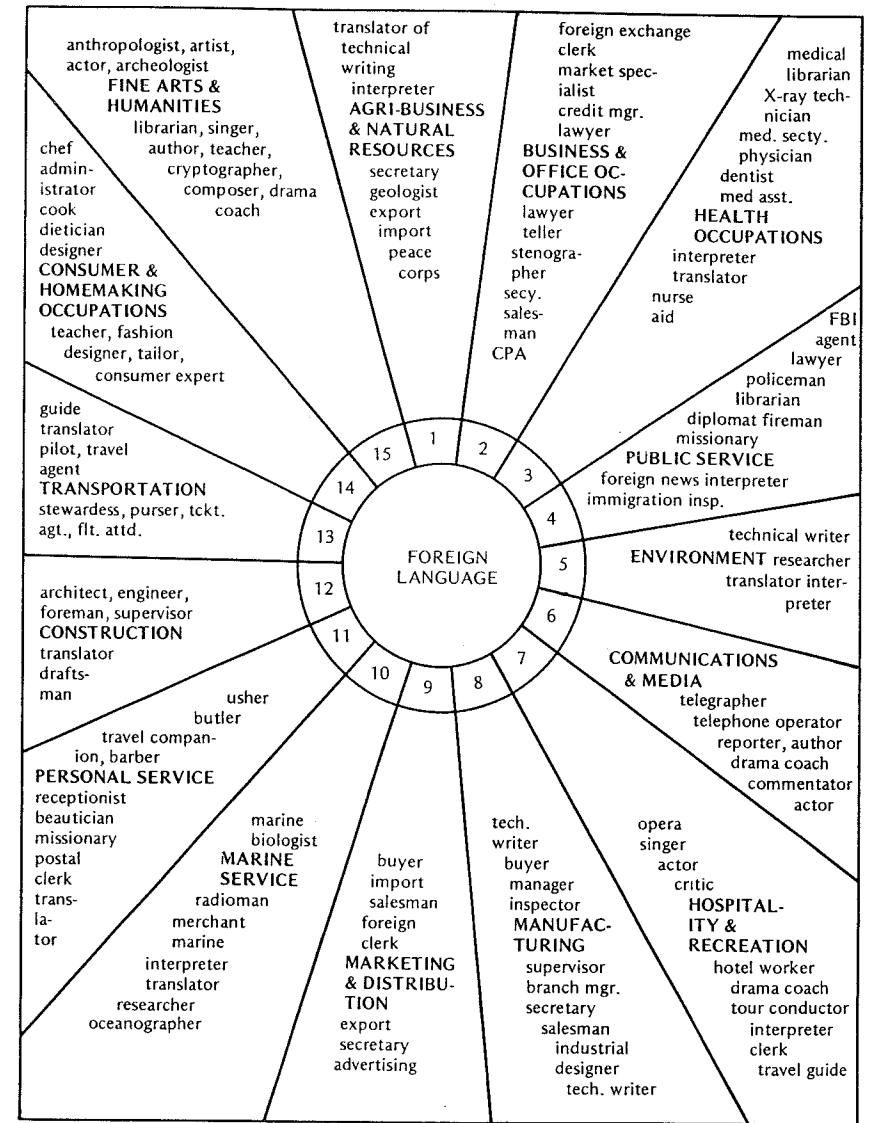 anthropologist, artist,
actor, archeologist
FINE ARTS &
HUMANITIES
librarian, singer,
author, teacher,
cryptographer,
composer, drama
coach
translator of
technical
writing
interpreter
AGRI-BUSINESS
& NATURAL
RESOURCES
secretary
geologist
export
import
peace
corps
foreign exchange
clerk
market spec-
ialist
credit mgr.
lawyer
BUSINESS &
OFFICE OC-
CUPATIONS
lawyer
teller
stenogra-
pher
secy.
sales-
man
CPA
medical
librarian
X-ray tech-
nician
med. secty.
physician
dentist
med asst.
HEALTH
OCCUPATIONS
interpreter
translator
nurse
aid
FBI
agent
lawyer
policeman
librarian
diplomat fireman
missionary
PUBLIC SERVICE
foreign news interpreter
immigration insp.
technical writer
ENVIRONMENT researcher
translator inter-
preter
COMMUNICATIONS
& MEDIA
telegrapher
telephone operator
reporter, author
drama coach
commentator
actor
opera
singer
actor
critic
HOSPITAL-
ITY &
RECREATION
hotel worker
drama coach
tour conductor
interpreter
clerk
travel guide
tech.
writer
buyer
manager
inspector
MANUFAC-
TURING
supervisor
branch mgr.
secretary
salesman
industrial
designer
tech. writer
buyer
import
salesman
foreign
clerk
MARKETING
& DISTRIBU-
TION
export
secretary
advertising
marine
biologist
MARINE
SERVICE
radioman
merchant
marine
interpreter
translator
researcher
oceanographer
usher
butler
travel compan-
ion, barber
PERSONAL SERVICE
receptionist
beautician
missionary
postal
clerk
trans-
la-
tor
architect, engineer,
foreman, supervisor
CONSTRUCTION
translator
drafts-
man
guide
translator
pilot, travel
agent
TRANSPORTATION
stewardess, purser, tckt.
agt., flt. attd.
chef
admin-
istrator
cook
dietician
designer
CONSUMER &
HOMEMAKING
OCCUPATIONS
teacher, fashion
designer, tailor,
consumer expert
1
2
3
4
5
6
7
8
9
10
11
12
13
14
15
FOREIGN
LANGUAGE